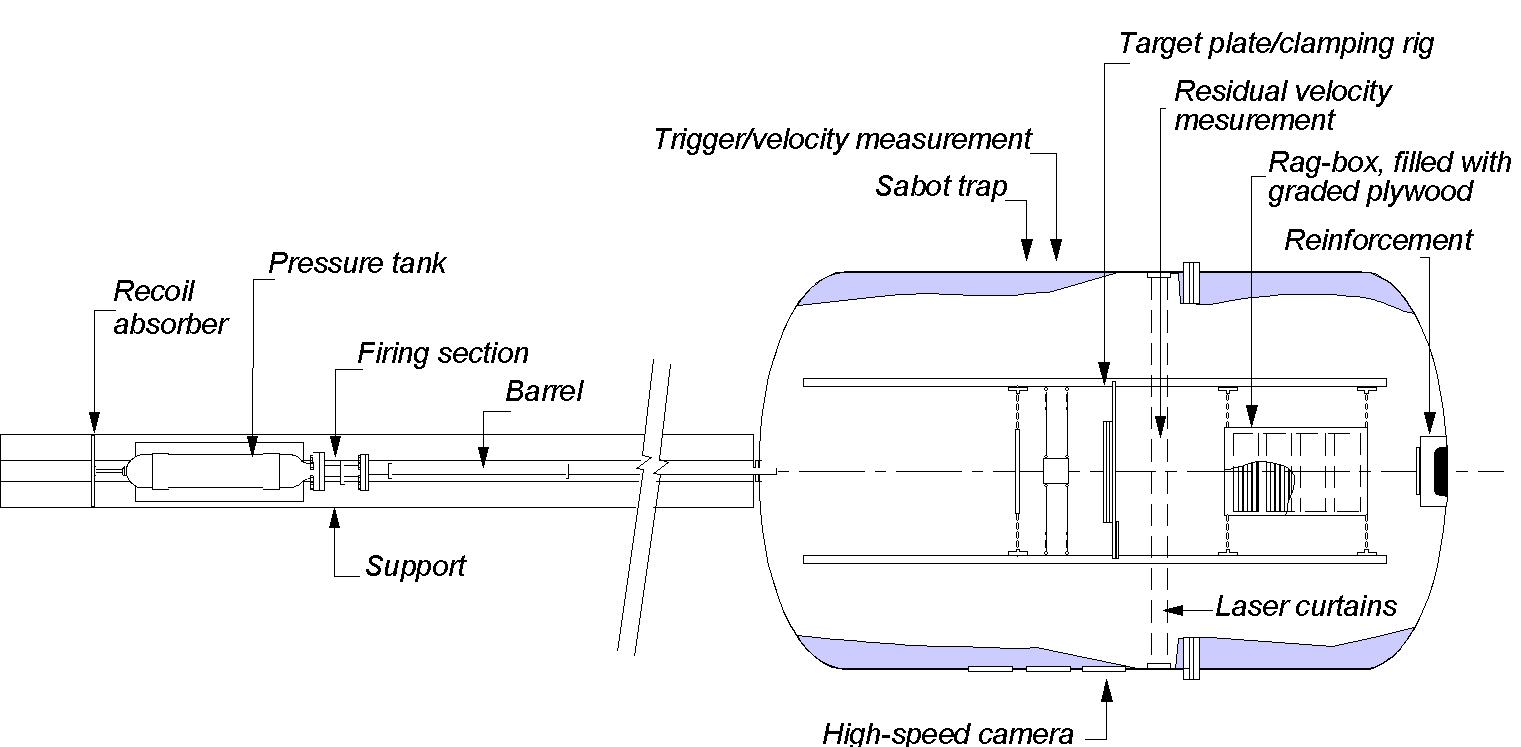 Target plate/clamping rig
Residual velocity
mesurement
Trigger/velocity measurement
Rag-box, filled with
graded plywood
Sabot trap
Reinforcement
Pressure tank
Recoil
absorber
Firing section
Barrel
Support
Laser curtains
High-speed camera